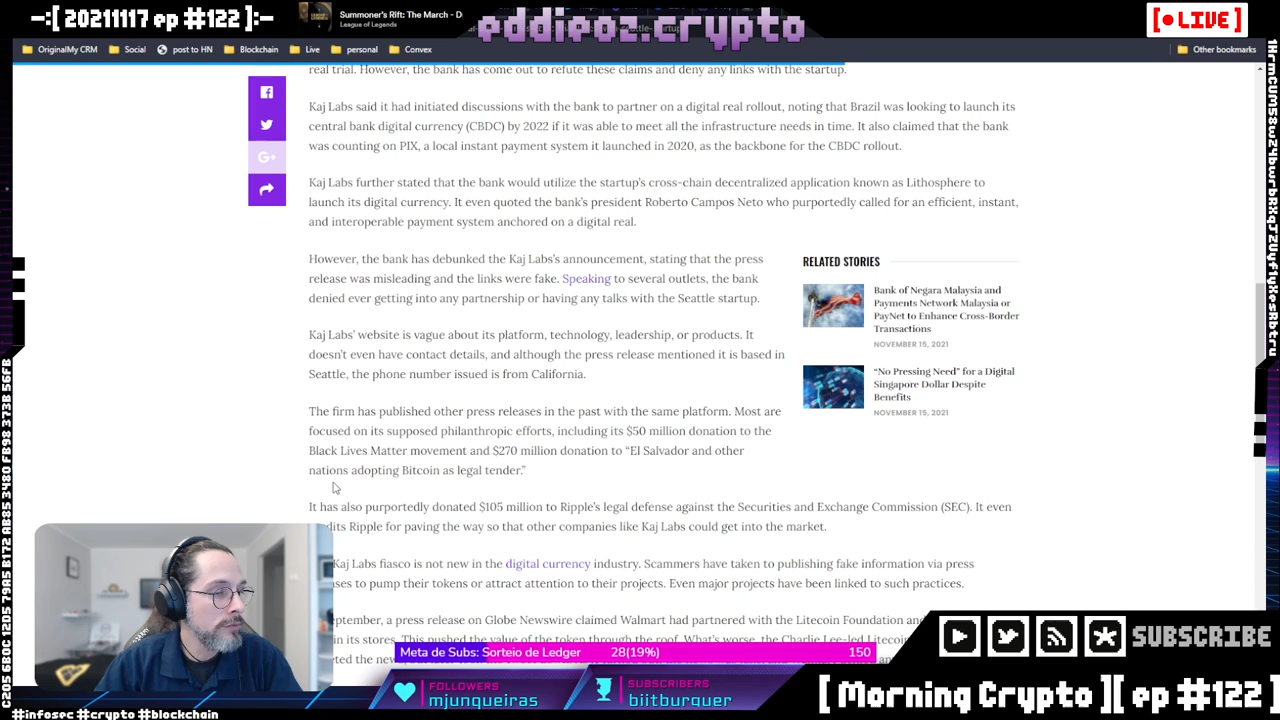 -:[ 20211117 ep #122 ]:-
Summoner's Rift: The March - D
League of Legends
eddieoz.crypto
[ ● LIVE ]
OriginalMy CRM
Social
post to HN
Blockchain
Live
personal
Convex
Other bookmarks
real trial. However, the bank has come out to refute these claims and deny any links with the startup.
Kaj Labs said it had initiated discussions with the bank to partner on a digital real rollout, noting that Brazil was looking to launch its
central bank digital currency (CBDC) by 2022 if it was able to meet all the infrastructure needs in time. It also claimed that the bank
was counting on PIX, a local instant payment system it launched in 2020, as the backbone for the CBDC rollout.
Kaj Labs further stated that the bank would utilize the startup's cross-chain decentralized application known as Lithosphere to
launch its digital currency. It even quoted the bank's president Roberto Campos Neto who purportedly called for an efficient, instant,
and interoperable payment system anchored on a digital real.
However, the bank has debunked the Kaj Labs's announcement, stating that the press
release was misleading and the links were fake. Speaking to several outlets, the bank
denied ever getting into any partnership or having any talks with the Seattle startup.
Kaj Labs' website is vague about its platform, technology, leadership, or products. It
doesn't even have contact details, and although the press release mentioned it is based in
Seattle, the phone number issued is from California.
The firm has published other press releases in the past with the same platform. Most are
focused on its supposed philanthropic efforts, including its $50 million donation to the
Black Lives Matter movement and $270 million donation to "El Salvador and other
nations adopting Bitcoin as legal tender."
RELATED STORIES
Bank of Negara Malaysia and
Payments Network Malaysia or
PayNet to Enhance Cross-Border
Transactions
NOVEMBER 15, 2021
"No Pressing Need" for a Digital
Singapore Dollar Despite
Benefits
NOVEMBER 15, 2021
It has also purportedly donated $105 million to Ripple's legal defense against the Securities and Exchange Commission (SEC). It even
Ripple for paving the way so that other companies like Kaj Labs could get into the market.
Kaj Labs fiasco is not new in the digital currency industry. Scammers have taken to publishing fake information via press
to pump their tokens or attract attention to their projects. Even major projects have been linked to such practices.
a press release on Globe Newswire claimed Walmart had partnered with the Litecoin Foundation
in its stores. This pushed the value of the token through the roof. What's worse, the Charlie Lee-led
Meta de Subs: Sorteio de Ledger 28(19%) 150
FOLLOWERS
mjunqueiras
SUBSCRIBERS
biitburguer
SUBSCRIBE
[ Morning Crypto ][ ep #122 ]
#infosec #crypto #blockchain